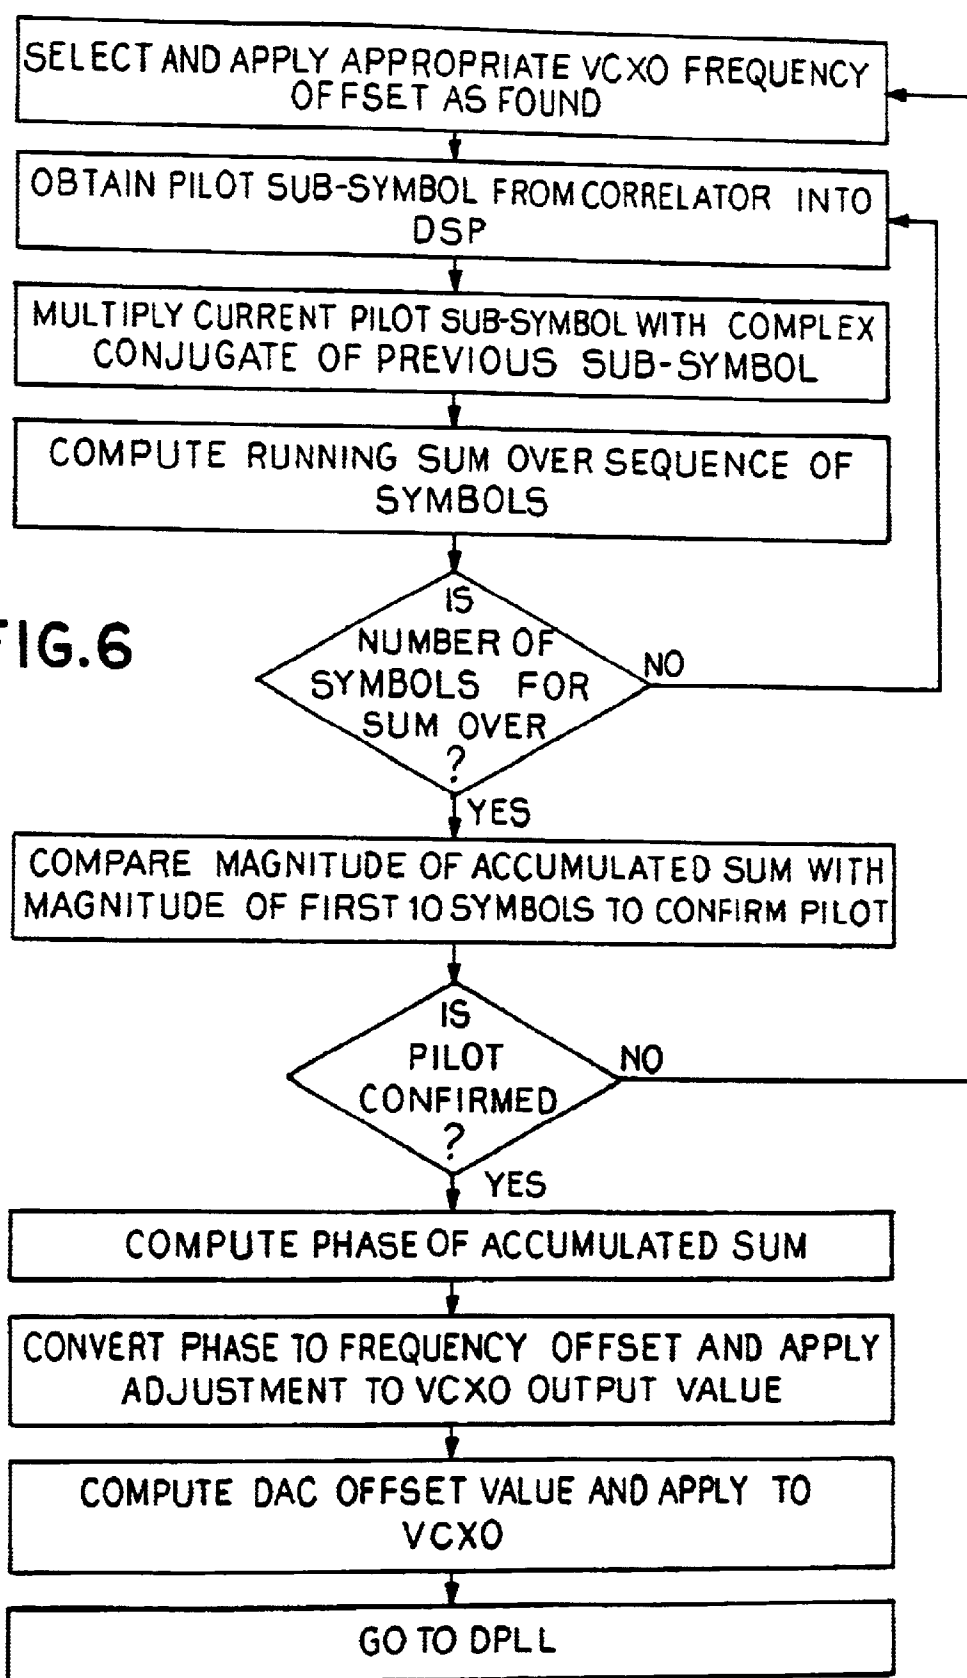 SELECT AND APPLY APPROPRIATE VCXO FREQUENCY
OFFSET AS FOUND
OBTAIN PILOT SUB-SYMBOL FROM CORRELATOR INTO
DSP
MULTIPLY CURRENT PILOT SUB-SYMBOL WITH COMPLEX
CONJUGATE OF PREVIOUS SUB-SYMBOL
COMPUTE RUNNING SUM OVER SEQUENCE OF
SYMBOLS
IS
NUMBER OF
SYMBOLS FOR
SUM OVER
?
NO
FIG.6
YES
COMPARE MAGNITUDE OF ACCUMULATED SUM WITH
MAGNITUDE OF FIRST 10 SYMBOLS TO CONFIRM PILOT
IS
PILOT
CONFIRMED
?
NO
YES
COMPUTE PHASE OF ACCUMULATED SUM
CONVERT PHASE TO FREQUENCY OFFSET AND APPLY
ADJUSTMENT TO VCXO OUTPUT VALUE
COMPUTE DAC OFFSET VALUE AND APPLY TO
VCXO
GO TO DPLL